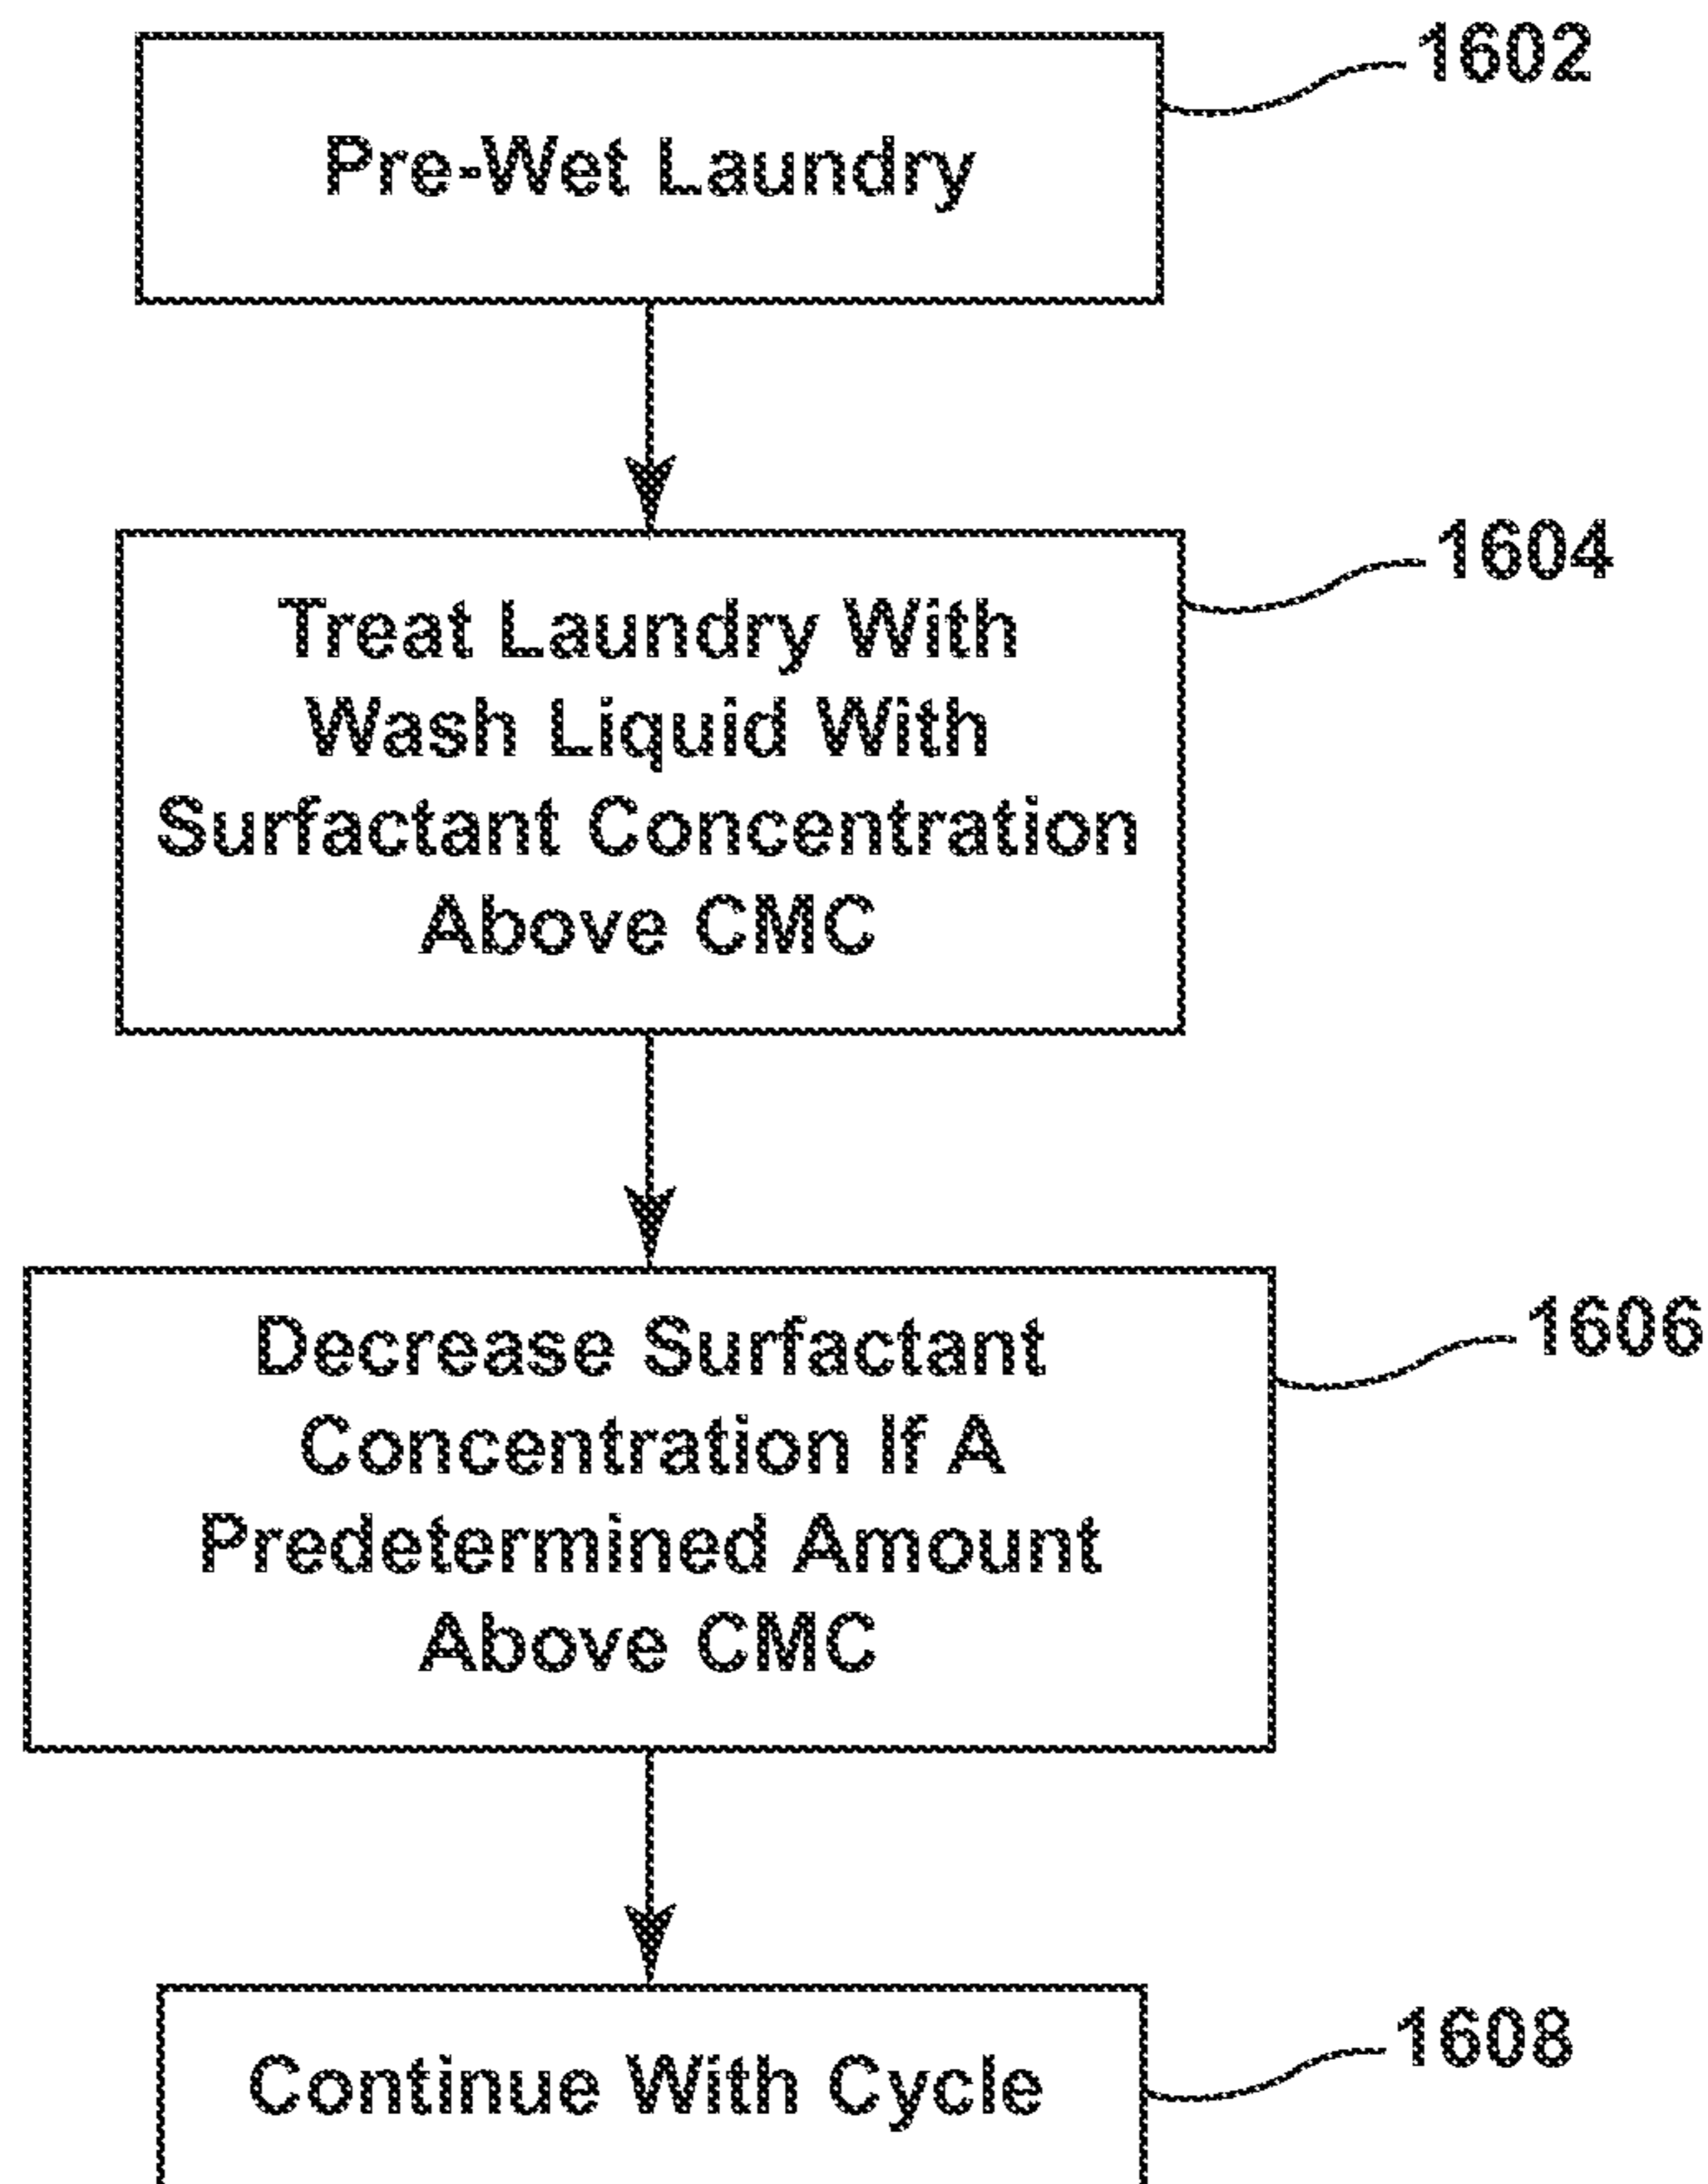 1602
Pre-Wet Laundry
1604
Treat Laundry With
Wash Liquid With
Surfactant Concentration
Above CMC
1606
Decrease Surfactant
Concentration If A
Predetermined Amount
Above CMC
1608
Continue With Cycle